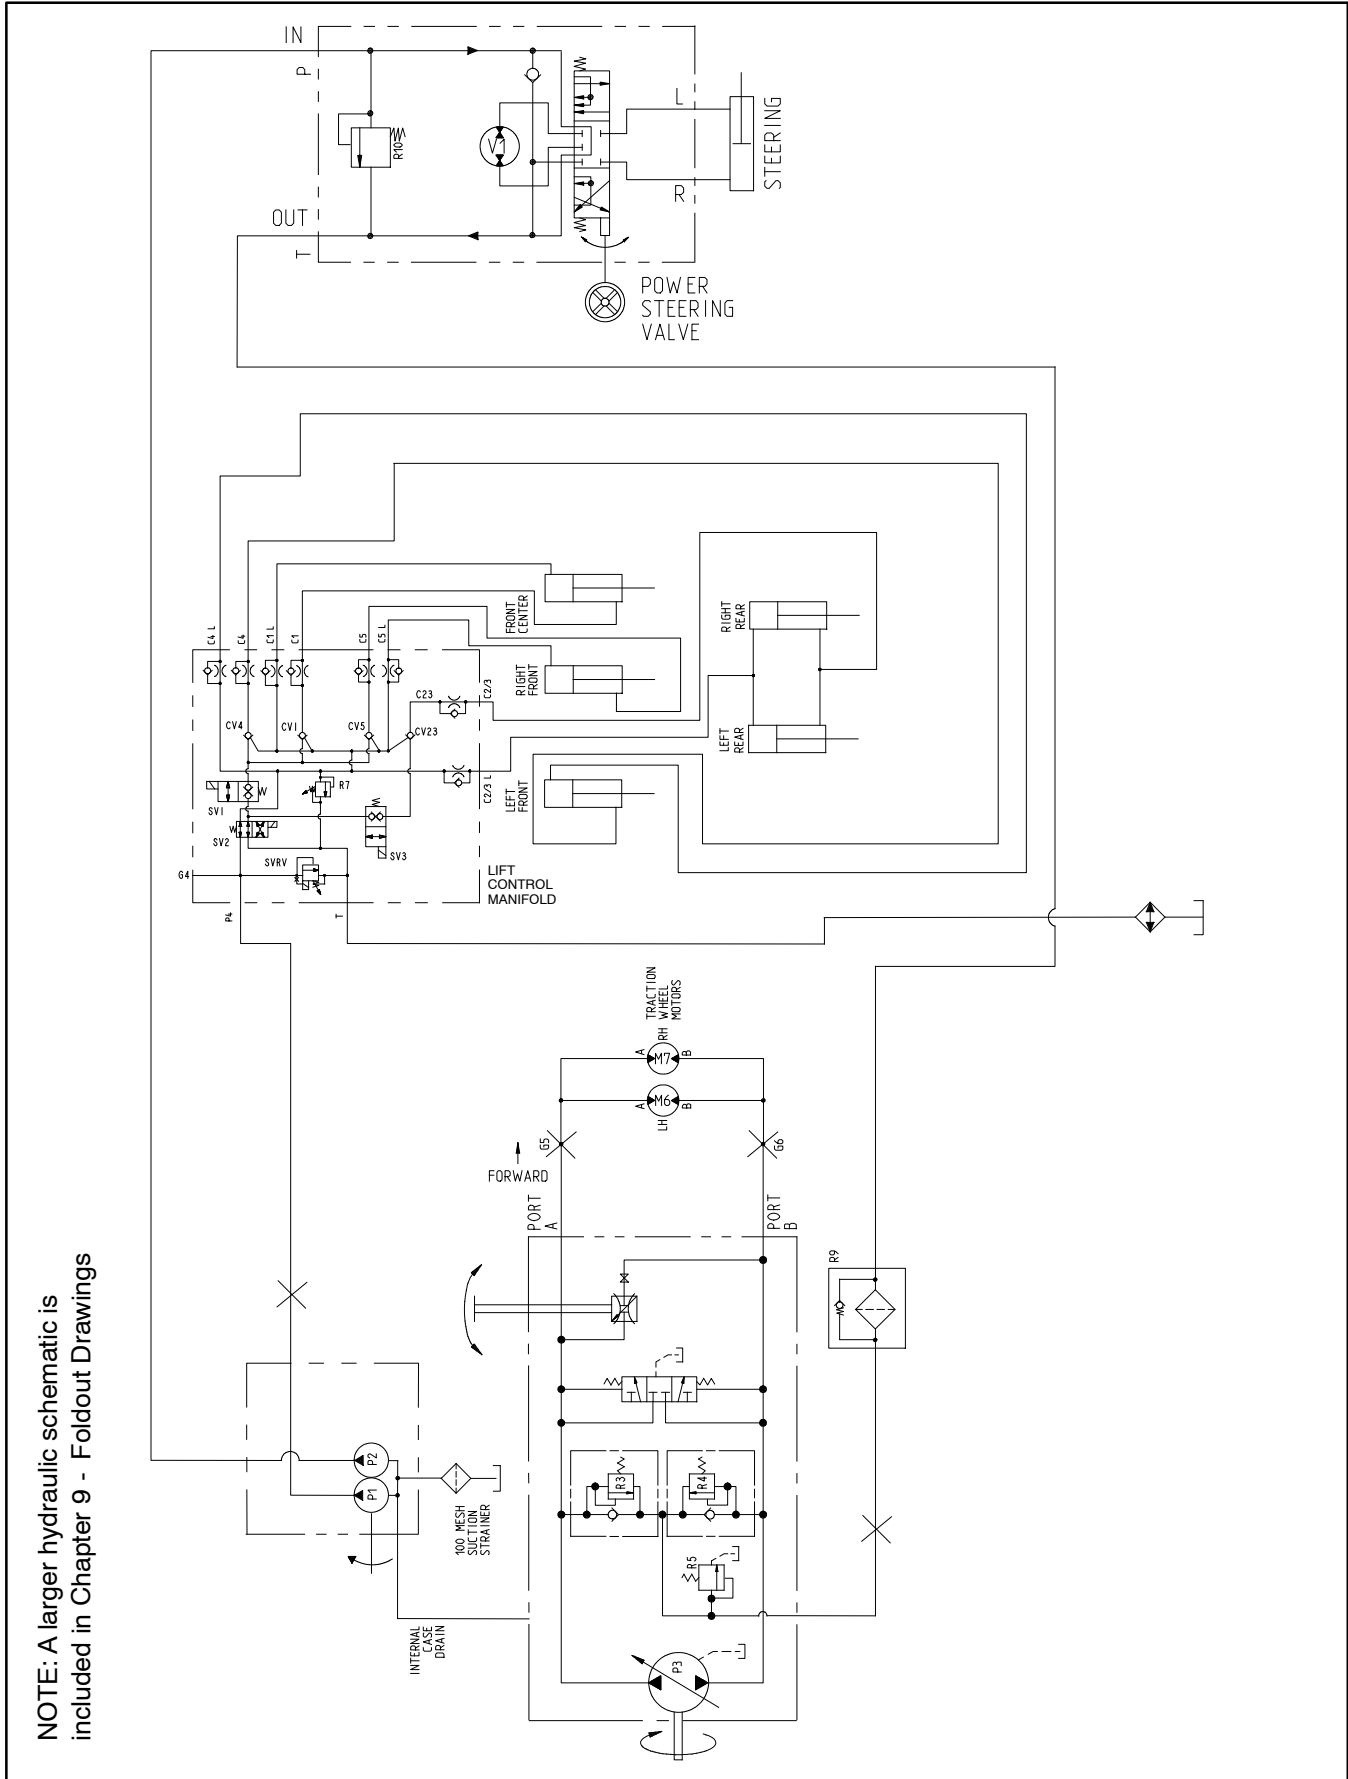 NOTE: A larger hydraulic schematic is
included in Chapter 9 - Foldout Drawings
IN
P
R10
V1
L
R
STEERING
OUT
T
POWER
STEERING
VALVE
C4 L
C4
C1 L
C1
C5
C5 L
FRONT
CENTER
RIGHT
FRONT
RIGHT
REAR
LEFT
REAR
LEFT
FRONT
C23
C2/3
CV4
CV1
CV5
CV23
R7
C2/3 L
SV1
SV2
SV3
SVRV
G4
LIFT
CONTROL
MANIFOLD
P4
T
TRACTION
WHEEL
MOTORS
A
M7
RH
B
A
M6
B
LH
G5
G6
FORWARD
PORT
A
PORT
B
R9
P2
P1
100 MESH
SUCTION
STRAINER
R3
R4
R5
INTERNAL
CASE
DRAIN
P3